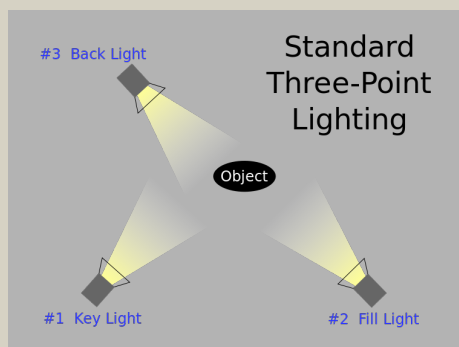 #3 Back Light
Standard
Three-Point
Lighting
Object
#1 Key Light
#2 Fill Light